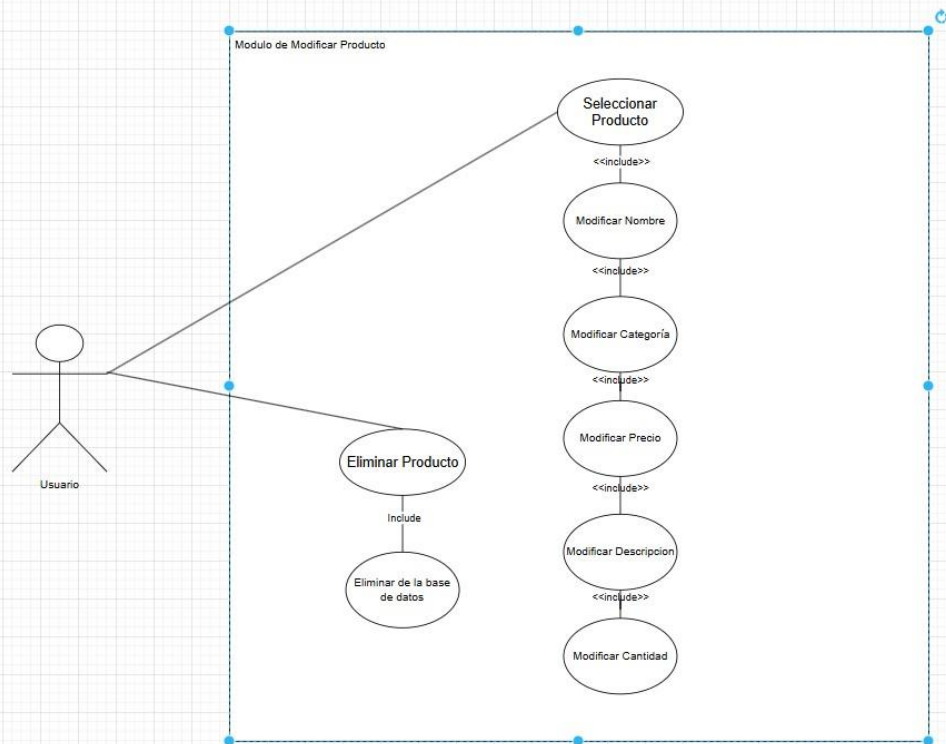 Modulo de Modificar Producto
Seleccionar
Producto
<<include>>
Modificar Nombre
<<include>>
Modificar Categoría
<<include>>
Modificar Precio
<<include>>
Modificar Descripcion
<<include>>
Modificar Cantidad
Usuario
Eliminar Producto
Include
Eliminar de la base
de datos